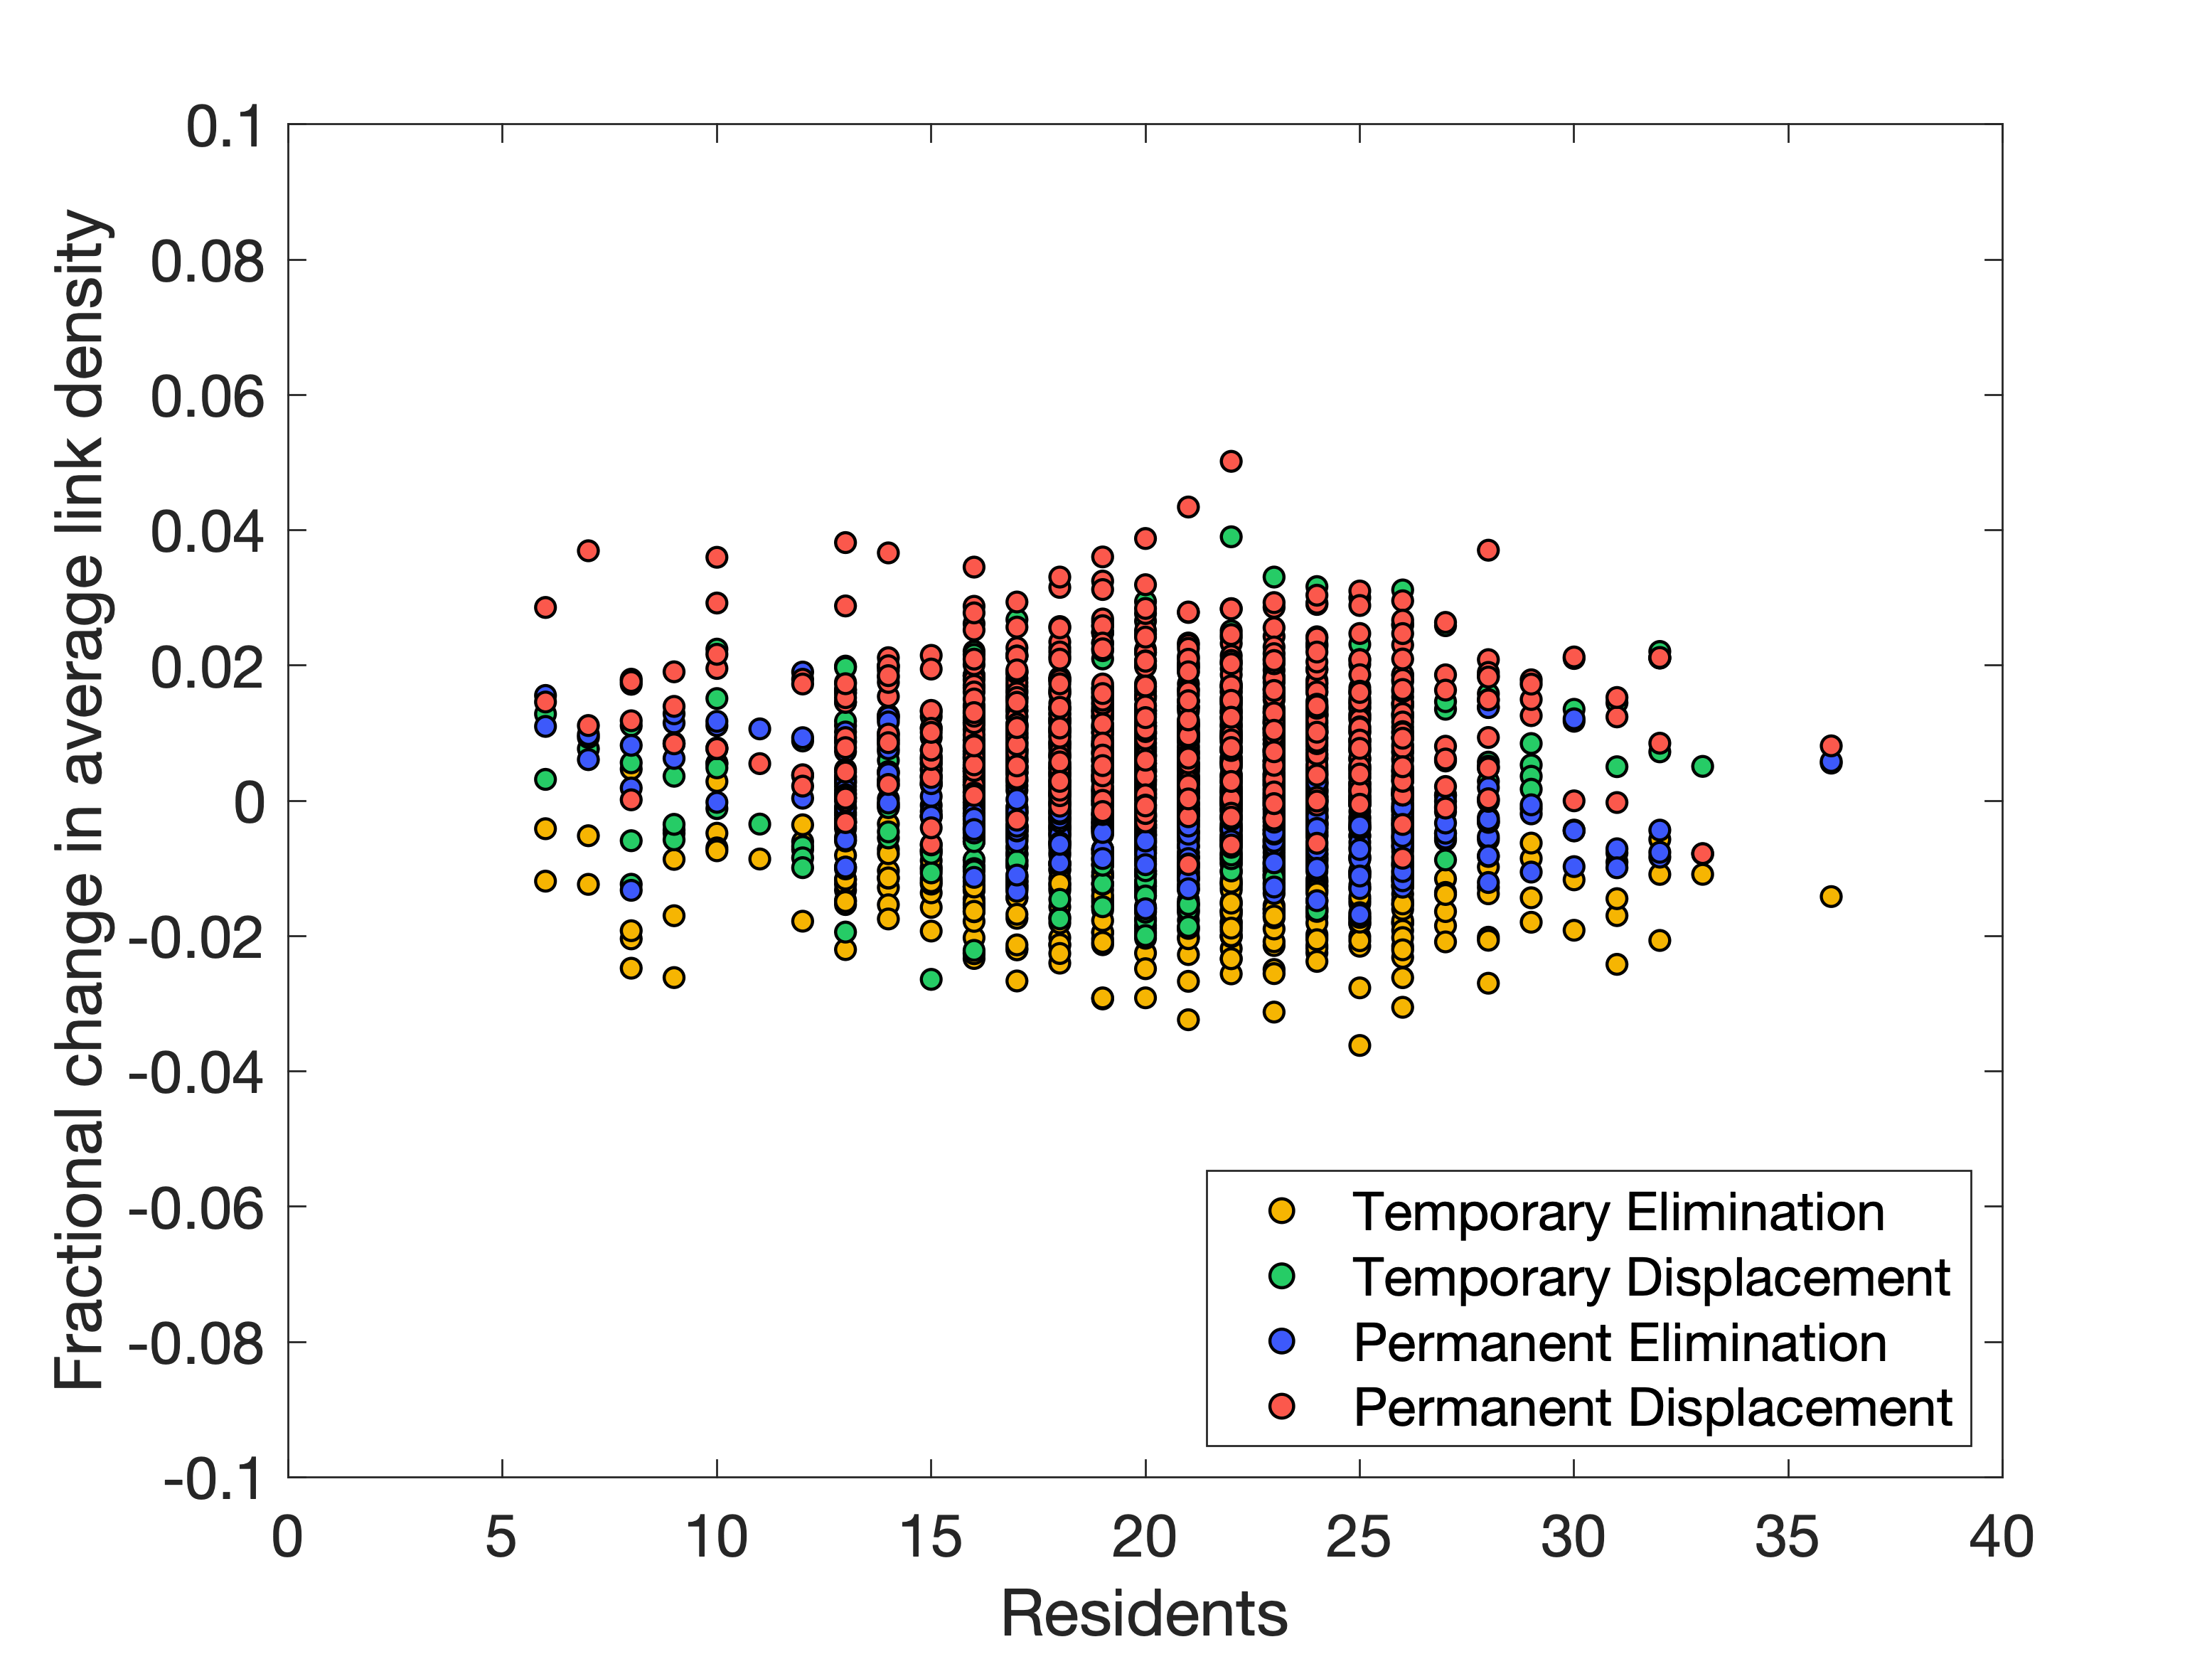 Fractional change in average link density
0.1
0.08
0.06
0.04
0.02
0
-0.02
-0.04
-0.06
-0.08
-0.1
Temporary Elimination
Temporary Displacement
Permanent Elimination
Permanent Displacement
0 5 10 15 20 25 30 35 40
Residents